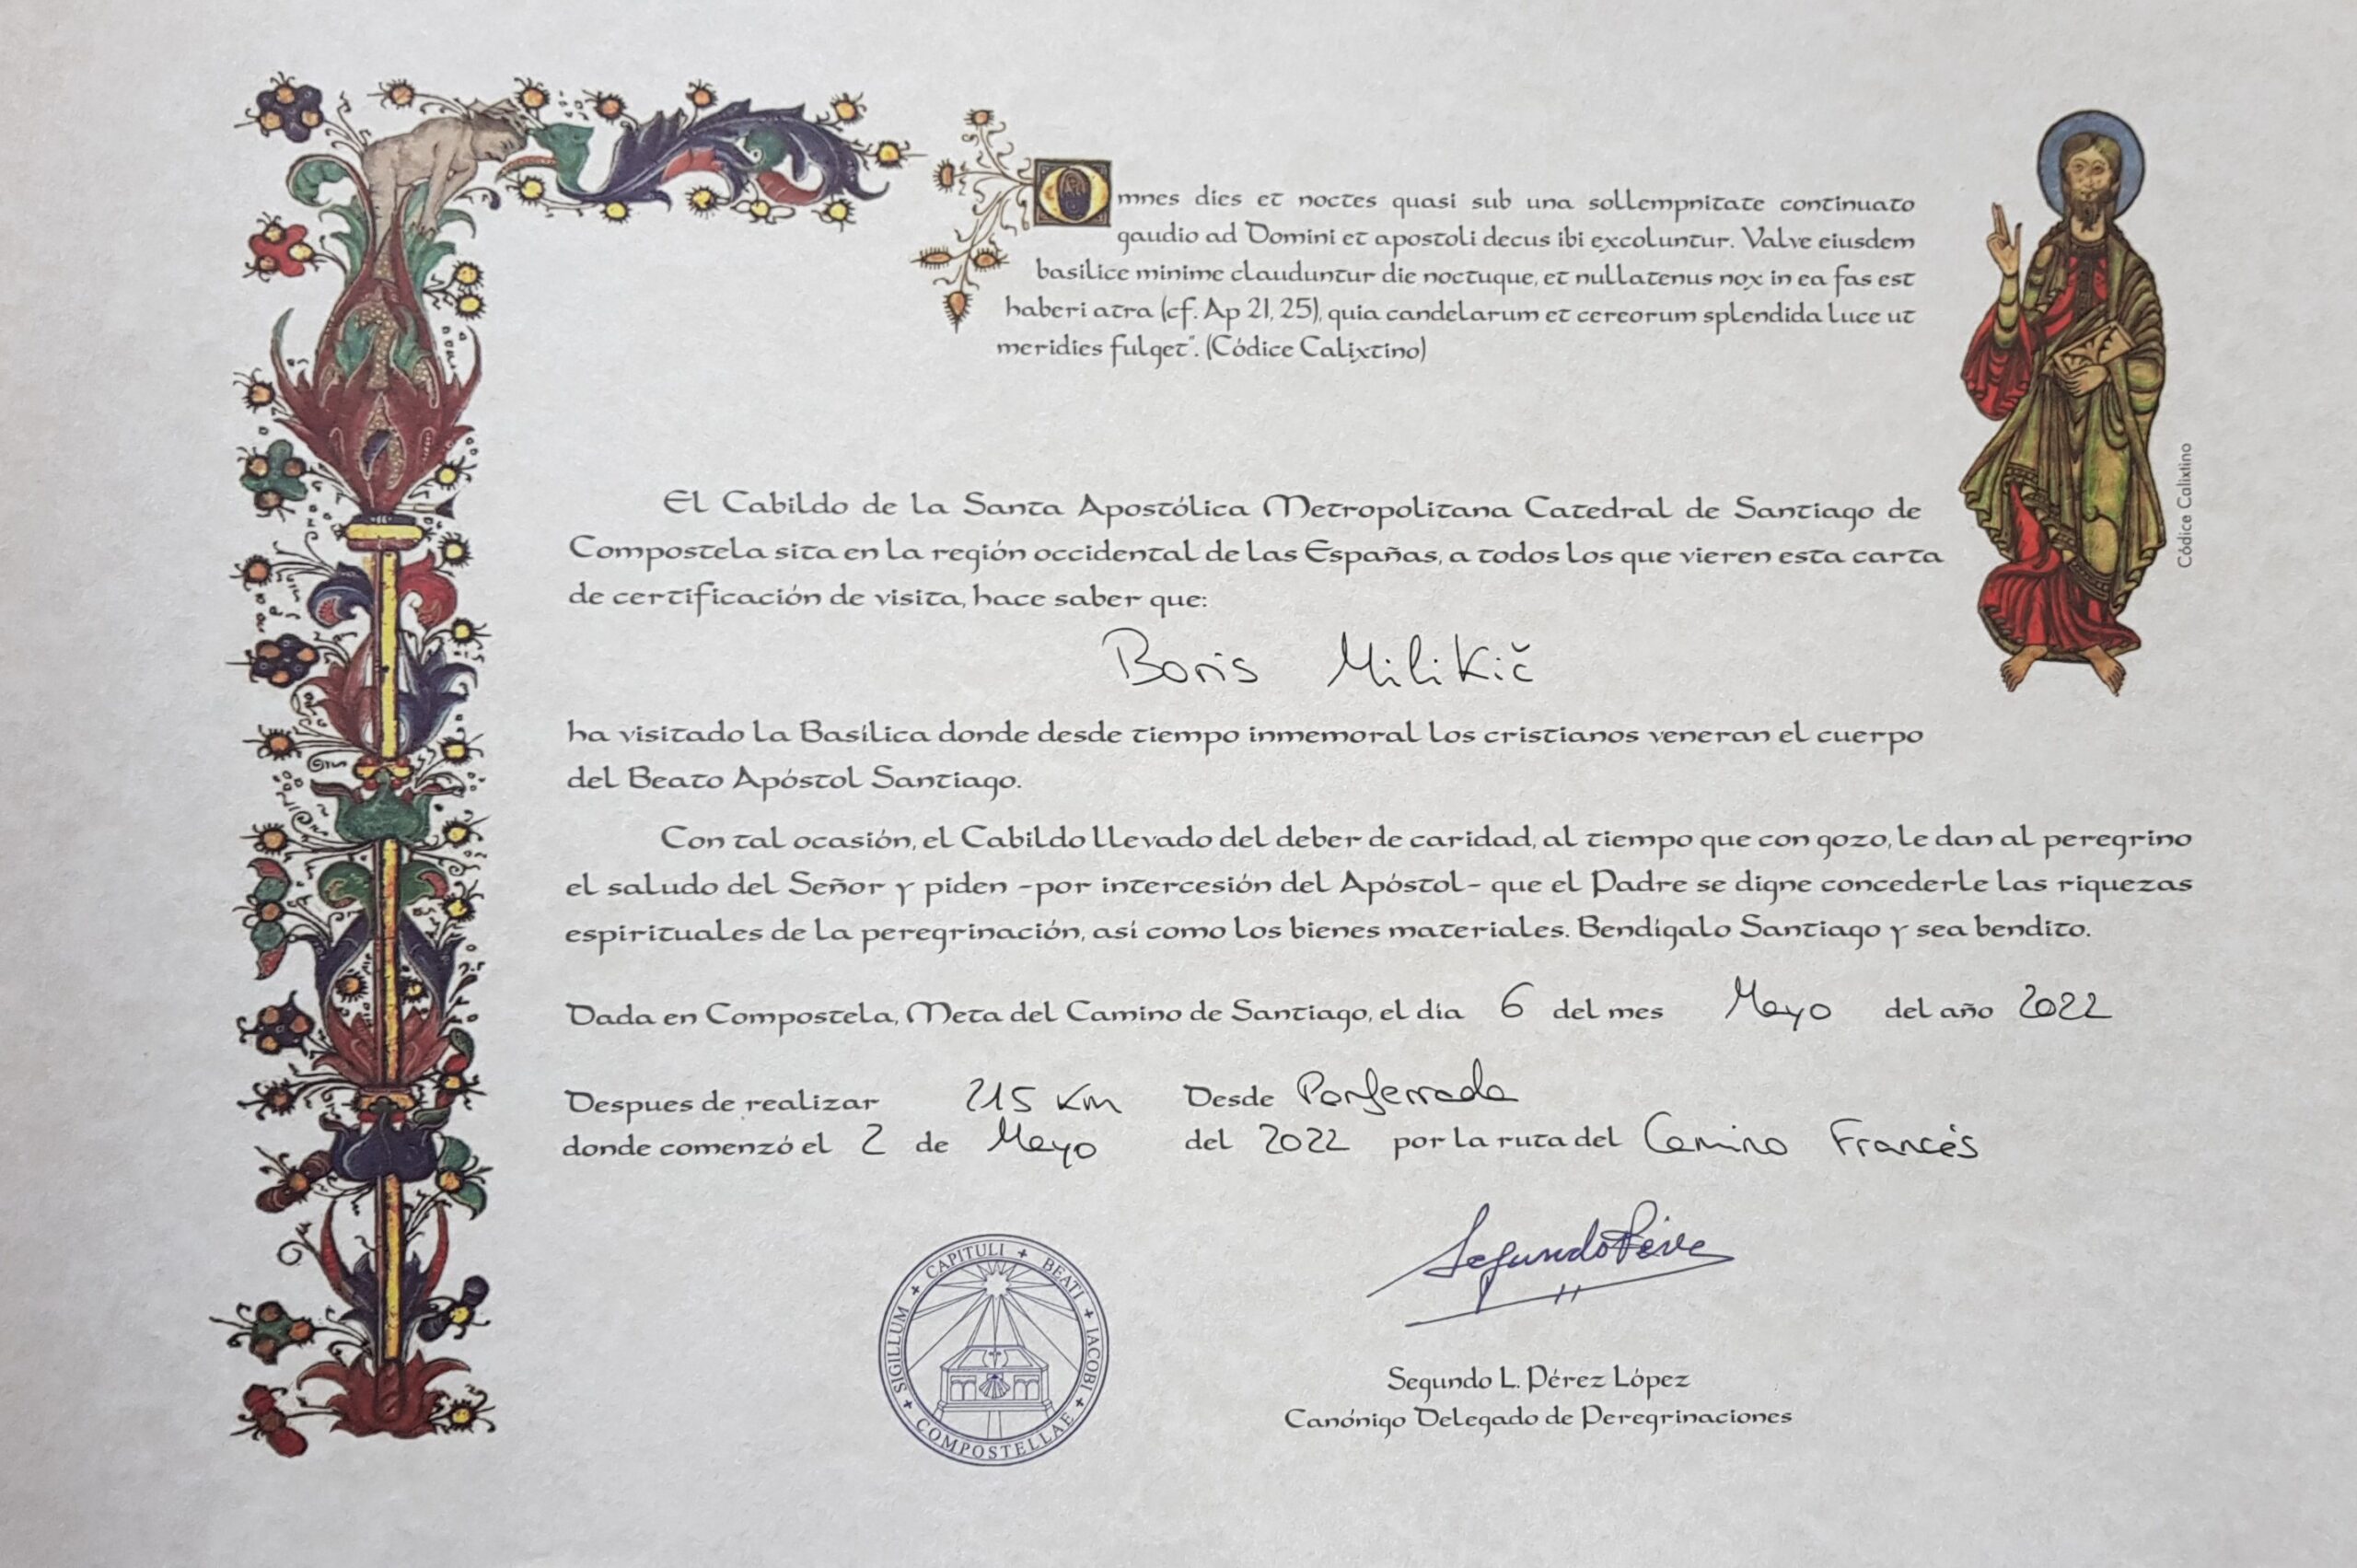 Omnes dies et noctes quasi sub una sollempnitate continuato
gaudio ad Domini et apostoli decus ibi excoluntur. Valve eiusdem
basilice minime clauduntur die noctuque, et nullatenus nox in ea fas est
haberi atra (cf. Ap 21, 25), quia candelarum et cereorum splendida luce ut
meridies fulget". (Códice Calixtino)
Códice Calixtino
El Cabildo de la Santa Apostólica Metropolitana Catedral de Santiago de
Compostela sita en la región occidental de las Españas, a todos los que vieren esta carta
de certificación de visita, hace saber que:
Boris Milikič
ha visitado la Basílica donde desde tiempo inmemoral los cristianos veneran el cuerpo
del Beato Apóstol Santiago.
Con tal ocasión, el Cabildo llevado del deber de caridad, al tiempo que con gozo, le dan al peregrino
el saludo del Señor y piden -por intercesión del Apóstol- que el Padre se digne concederle las riquezas
espirituales de la peregrinación, así como los bienes materiales. Bendígalo Santiago y sea bendito.
Dada en Compostela, Meta del Camino de Santiago, el día 6 del mes Mayo del año 2022
Despues de realizar 215 Km Desde Ponferrada
donde comenzó el 2 de Mayo del 2022 por la ruta del Camino Francés
SIGILLUM + CAPITULI + BEATI + IACOBI + COMPOSTELLAE +
Segundo Pérez
Segundo L. Pérez López
Canónigo Delegado de Peregrinaciones